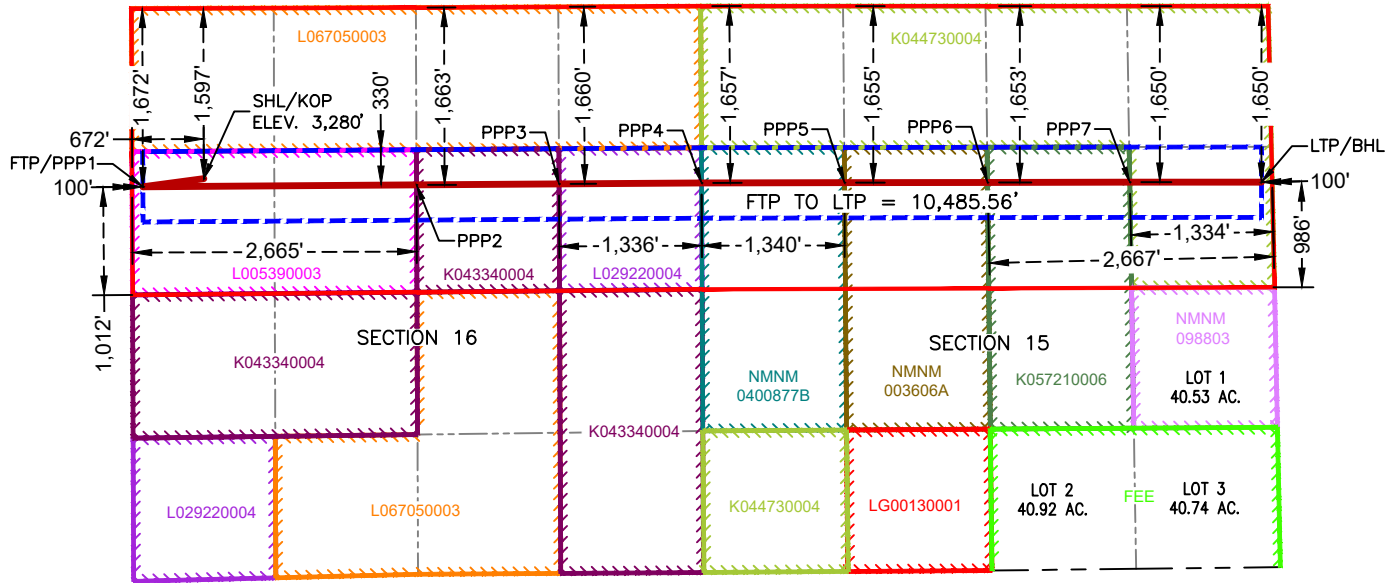 L067050003
K044730004
1,672'
1,597'
330'
1,663'
1,660'
1,657'
1,655'
1,653'
1,650'
1,650'
SHL/KOP
ELEV. 3,280'
672'
FTP/PPP1
100'
PPP3
PPP4
PPP5
PPP6
PPP7
LTP/BHL
100'
FTP TO LTP = 10,485.56'
PPP2
2,665'
1,336'
1,340'
1,334'
2,667'
986'
L005390003
K043340004
L029220004
1,012'
SECTION 16
SECTION 15
K043340004
NMNM
0400877B
NMNM
003606A
K057210006
NMNM
098803
LOT 1
40.53 AC.
K043340004
L029220004
L067050003
K044730004
LG00130001
LOT 2
40.92 AC.
FEE
LOT 3
40.74 AC.